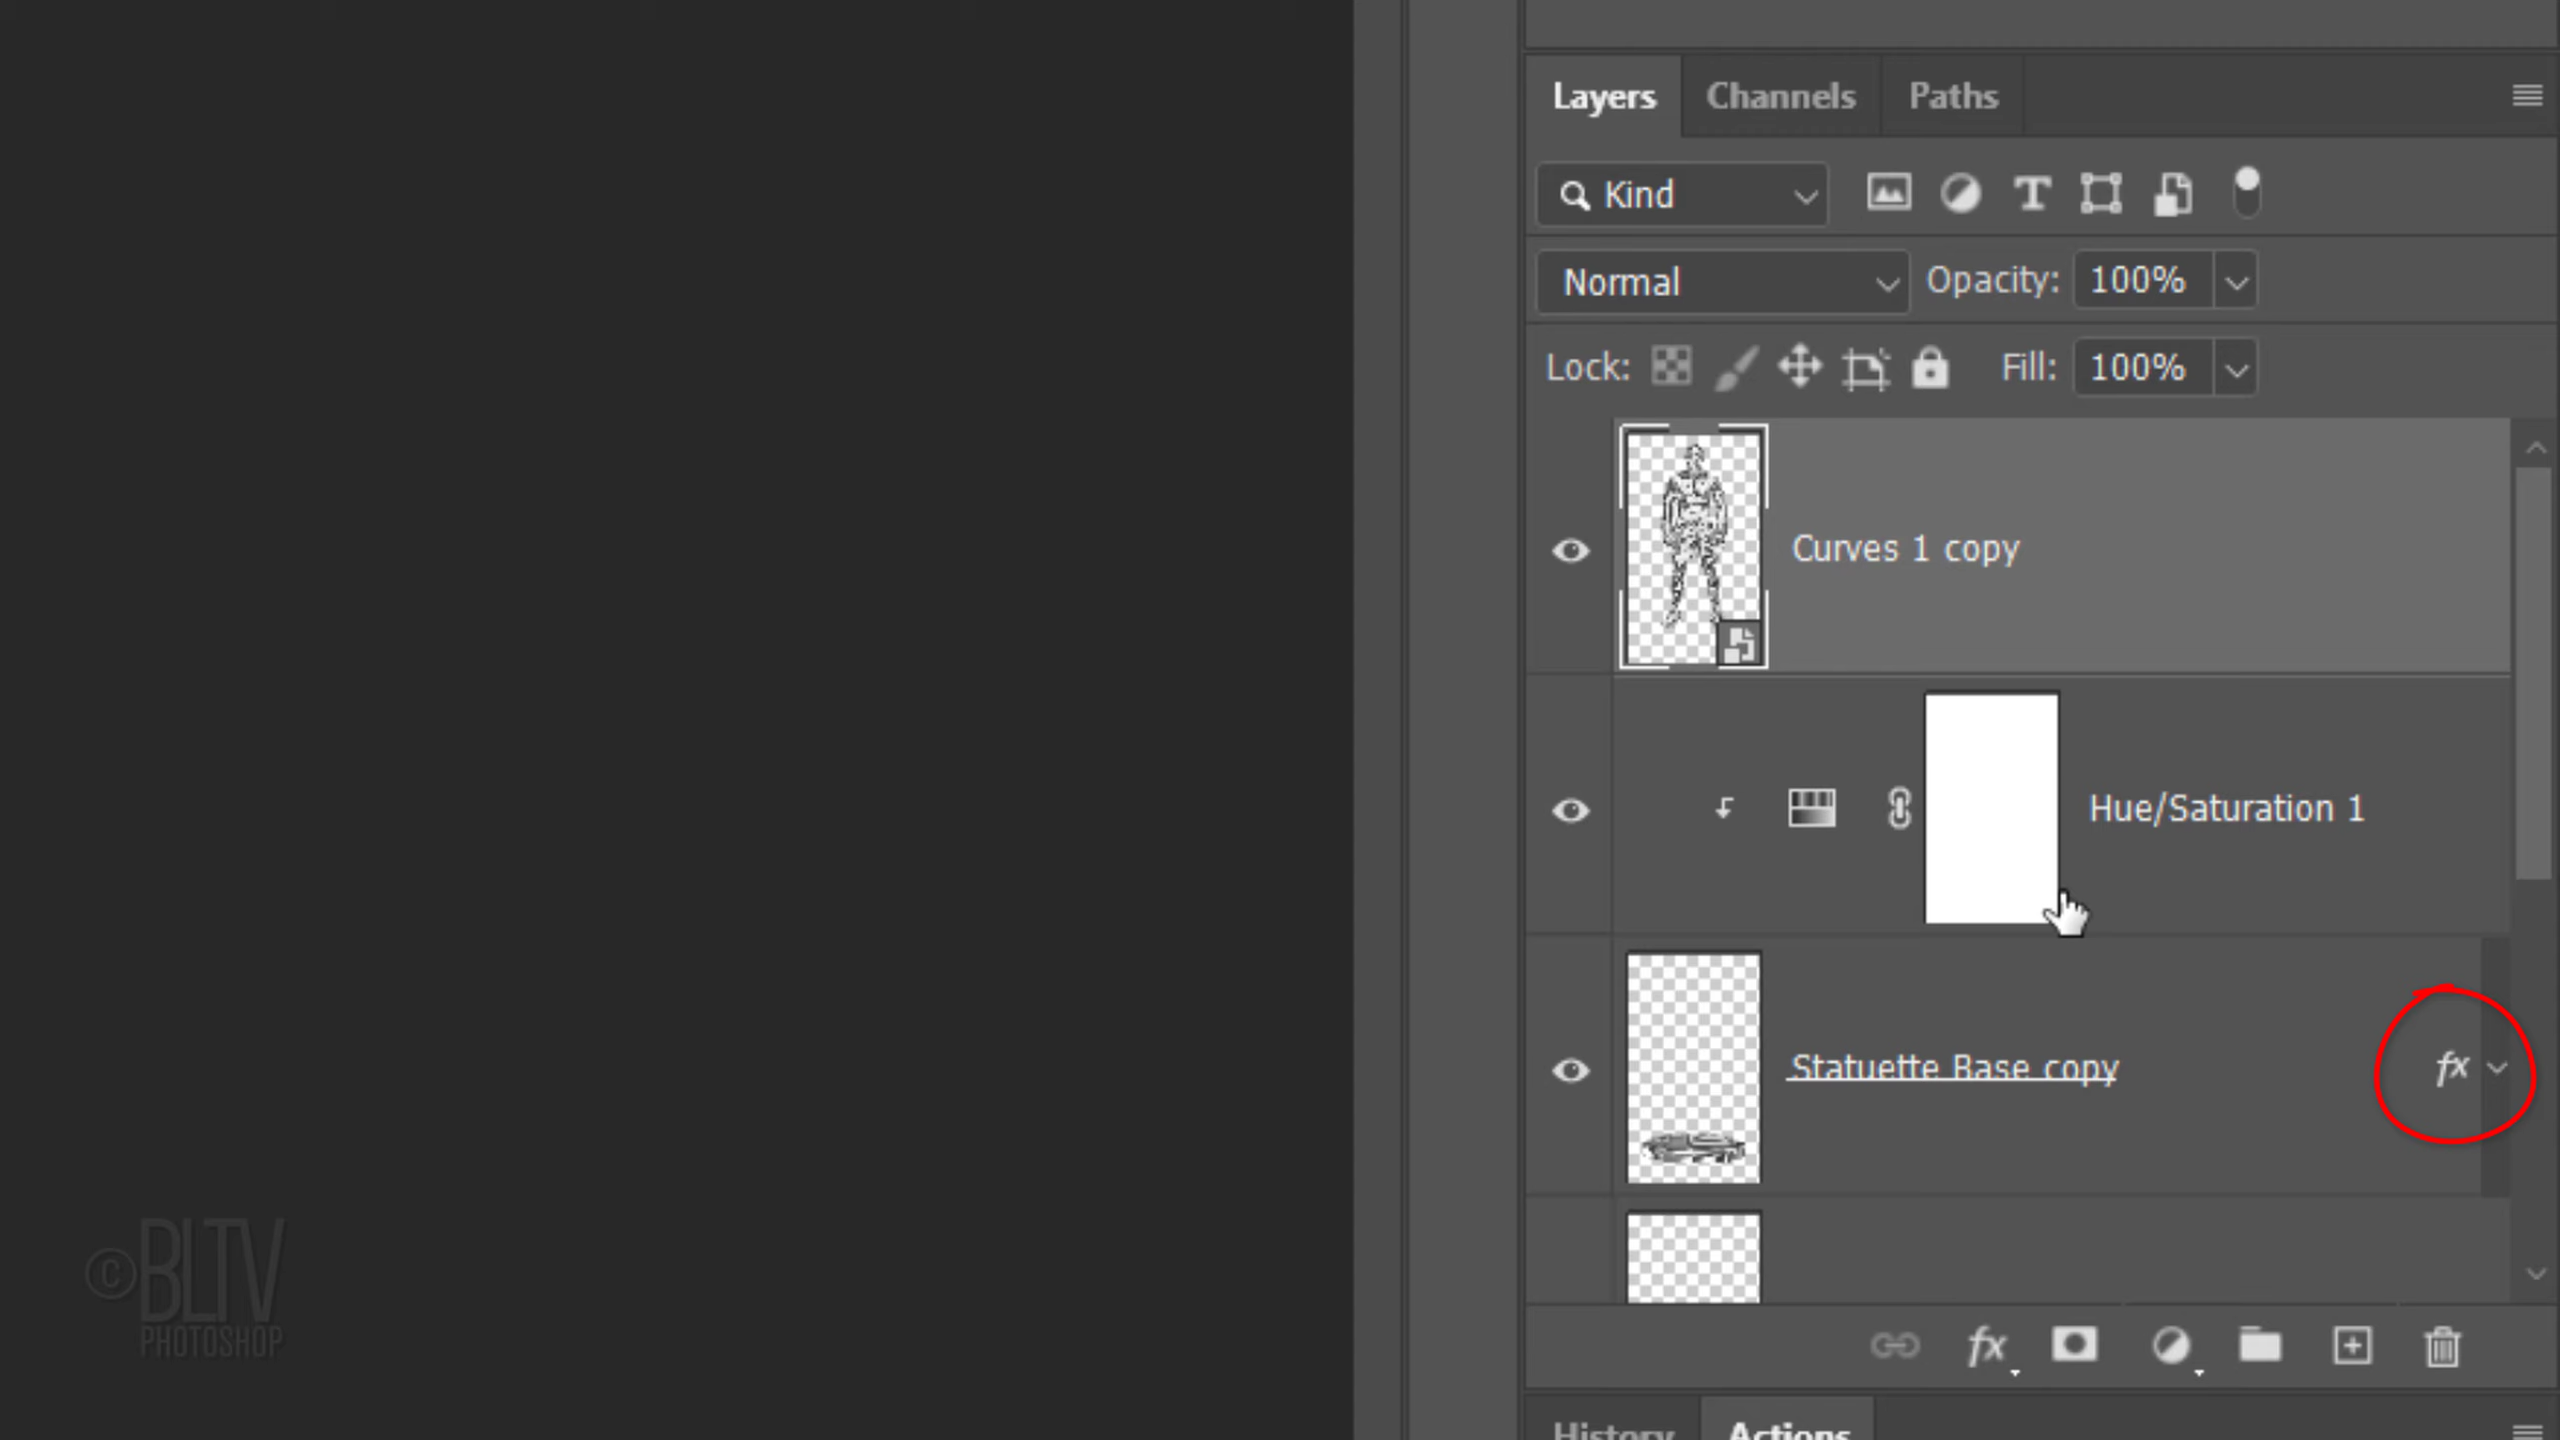 Layers Channels Paths
Kind
Normal Opacity: 100%
Lock: Fill: 100%
Curves 1 copy
Hue/Saturation 1
Statuette Base copy fx
fx
History Actions
©BLTV
PHOTOSHOP